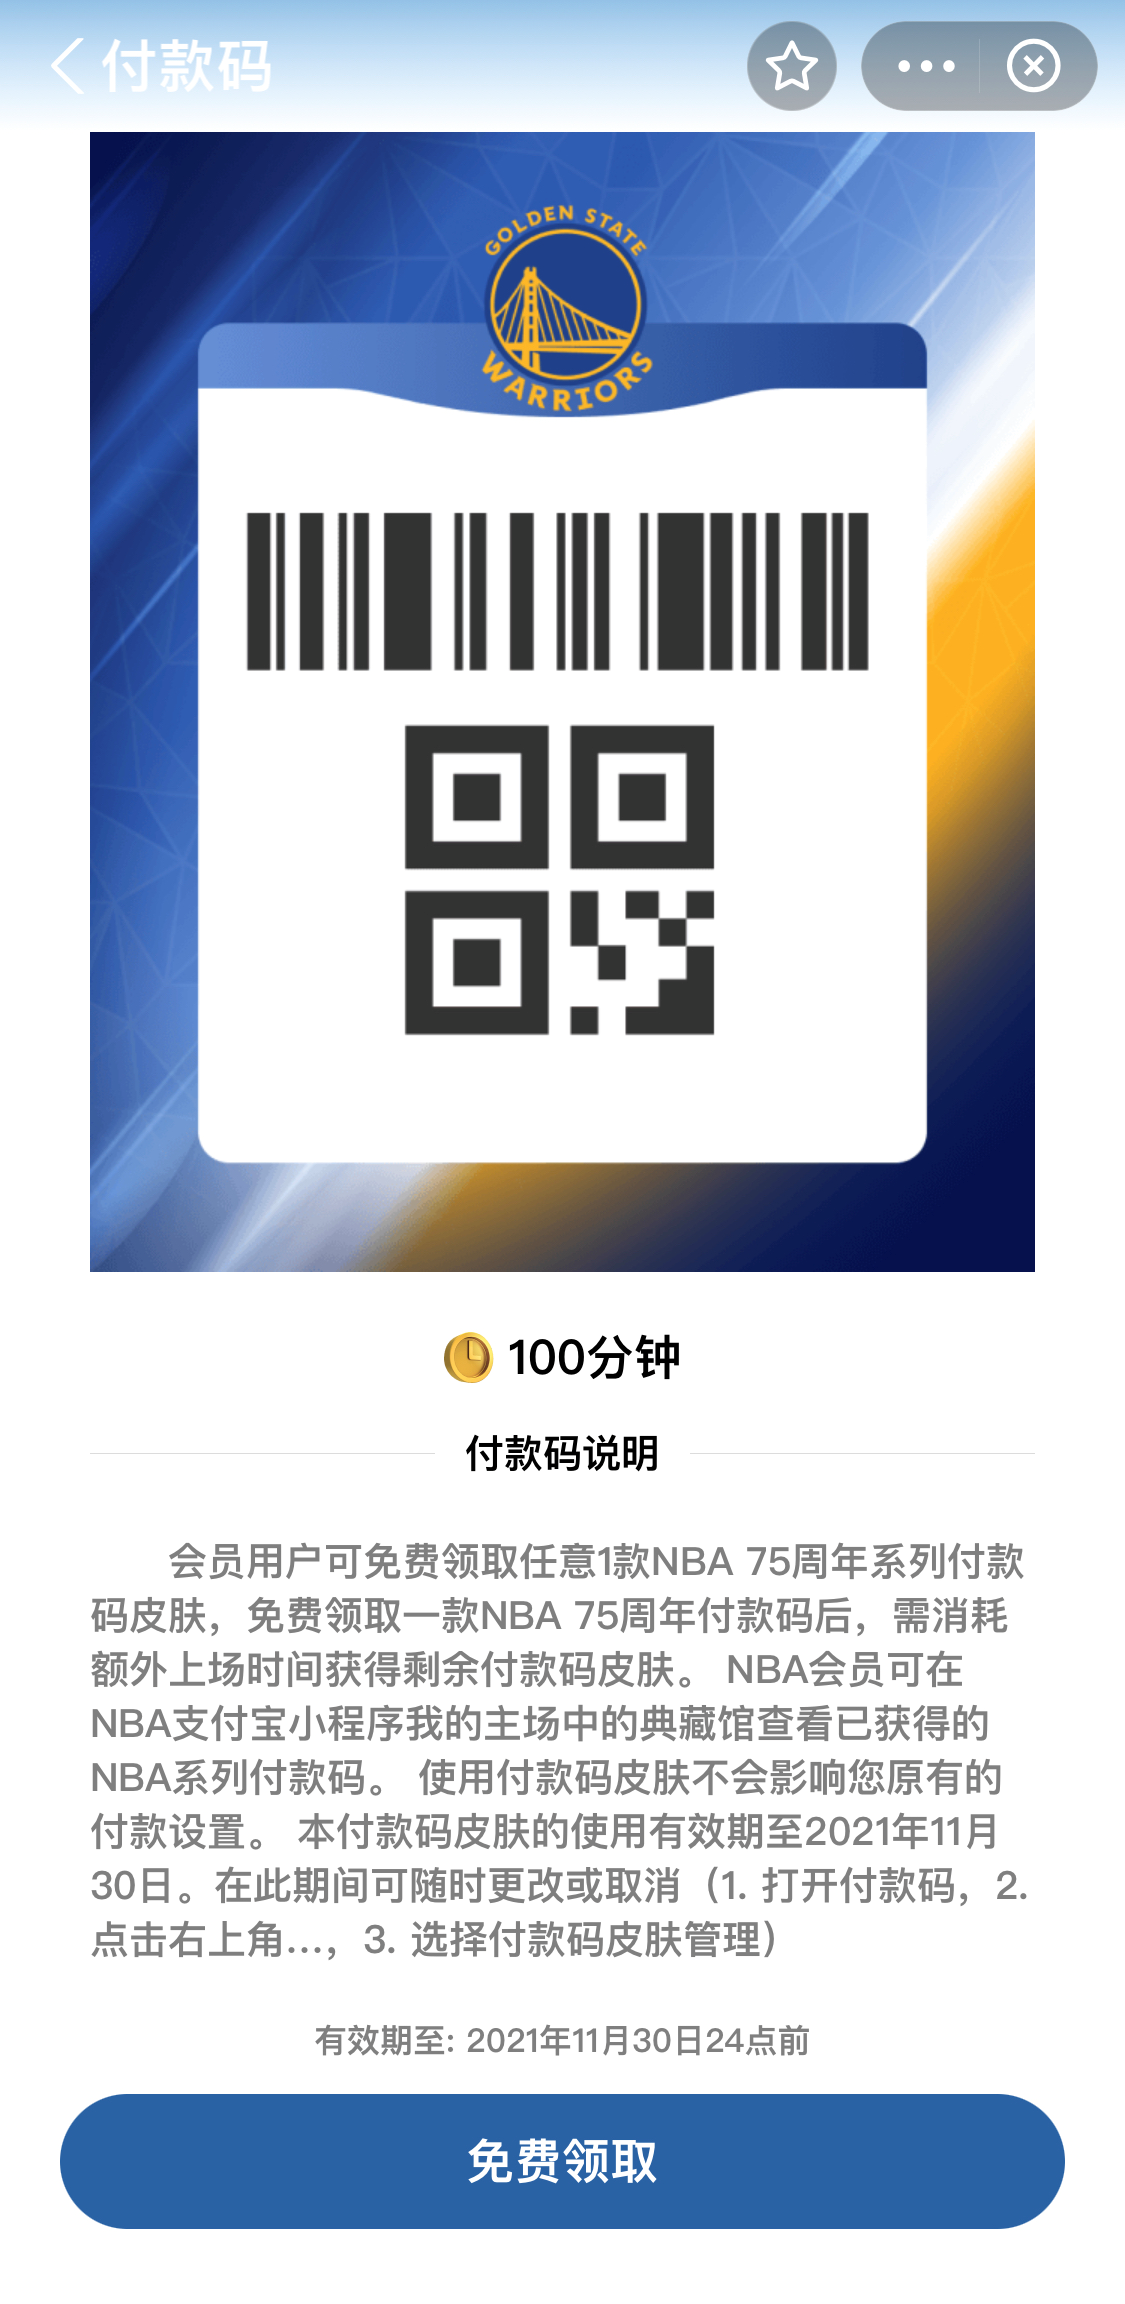 付款码
GOLDEN STATE
WARRIORS
100分钟
付款码说明
会员用户可免费领取任意1款NBA 75周年系列付款
码皮肤，免费领取一款NBA 75周年付款码后，需消耗
额外上场时间获得剩余付款码皮肤。 NBA会员可在
NBA支付宝小程序我的主场中的典藏馆查看已获得的
NBA系列付款码。 使用付款码皮肤不会影响您原有的
付款设置。 本付款码皮肤的使用有效期至2021年11月
30日。在此期间可随时更改或取消（1. 打开付款码，2.
点击右上角...，3. 选择付款码皮肤管理）
有效期至: 2021年11月30日24点前
免费领取